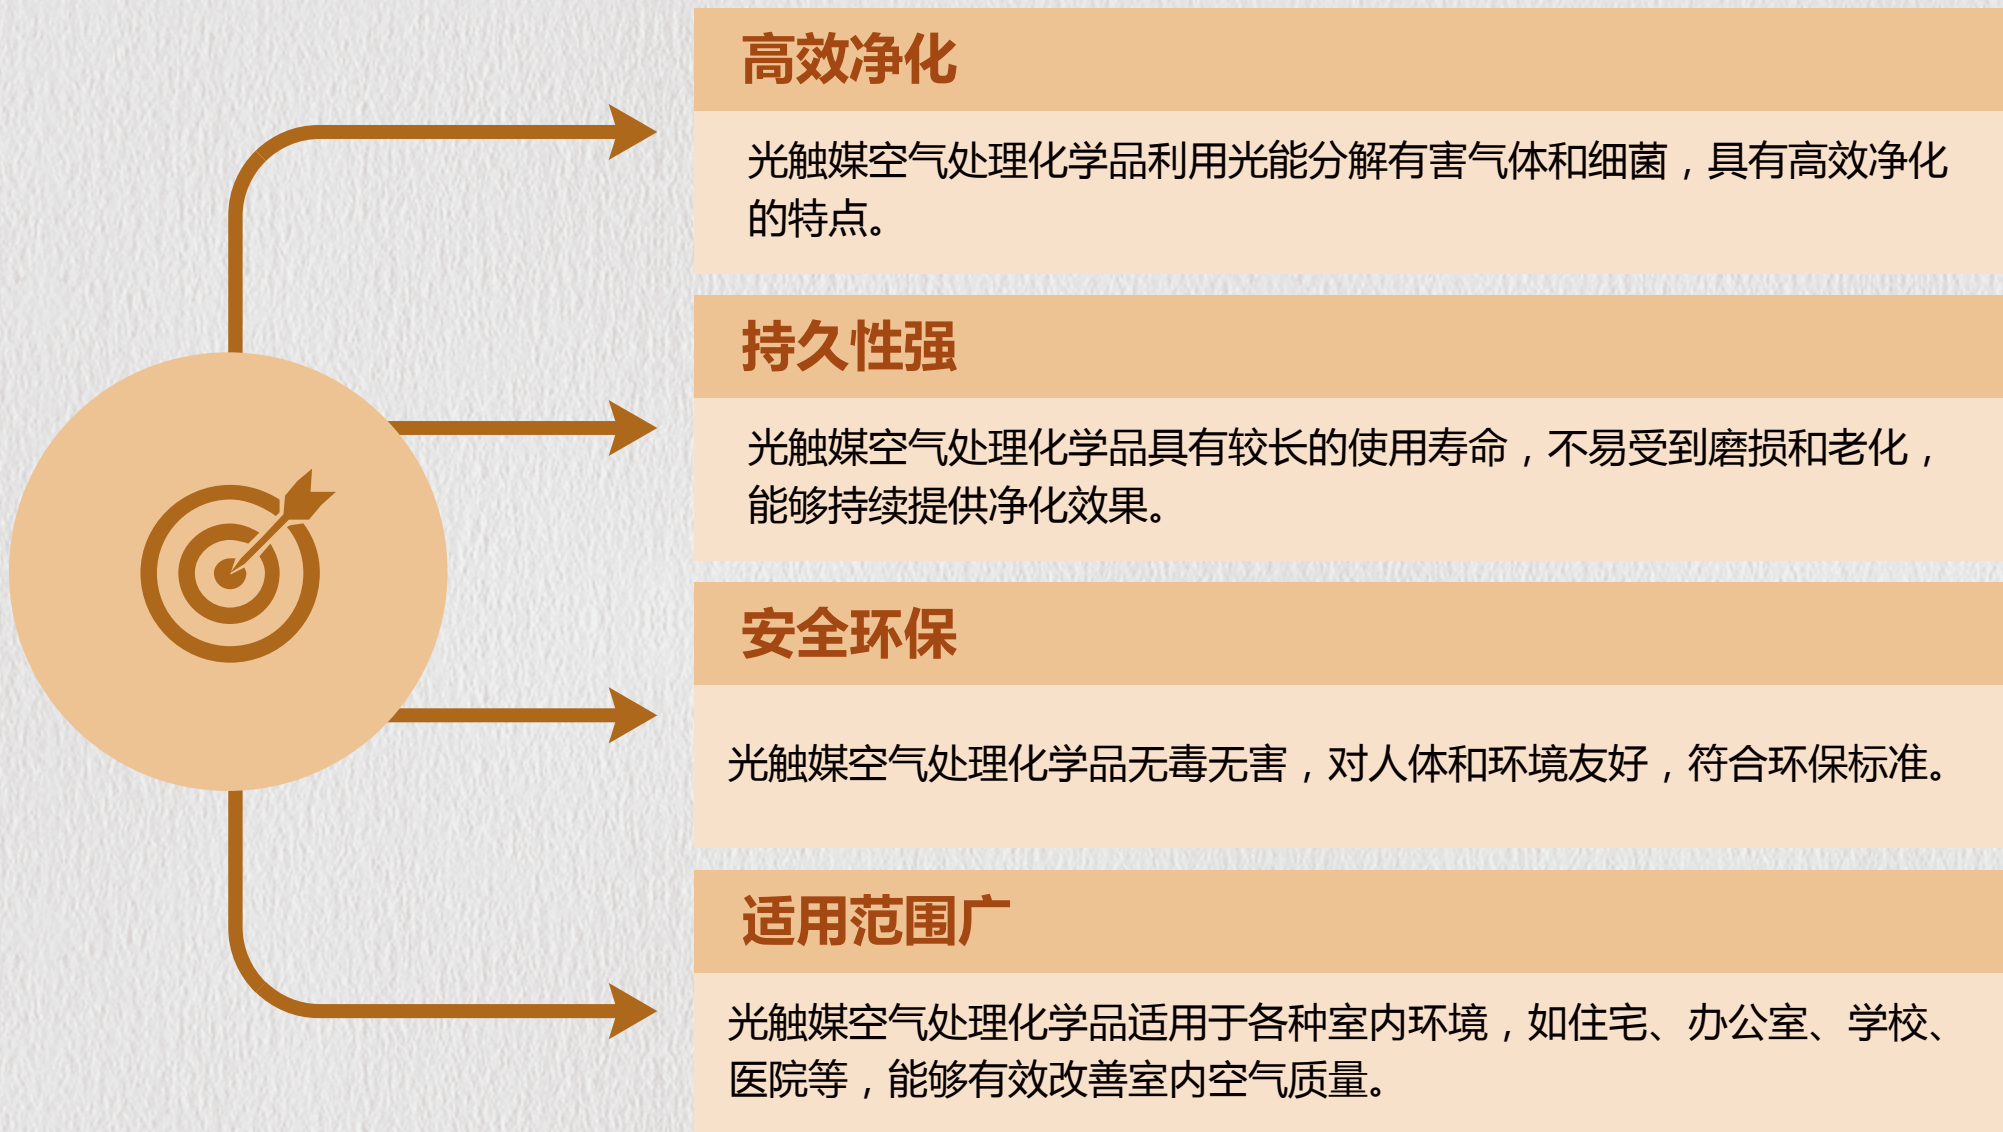 高效净化
光触媒空气处理化学品利用光能分解有害气体和细菌，具有高效净化
的特点。
持久性强
光触媒空气处理化学品具有较长的使用寿命，不易受到磨损和老化，
能够持续提供净化效果。
安全环保
光触媒空气处理化学品无毒无害，对人体和环境友好，符合环保标准。
适用范围广
光触媒空气处理化学品适用于各种室内环境，如住宅、办公室、学校、
医院等，能够有效改善室内空气质量。